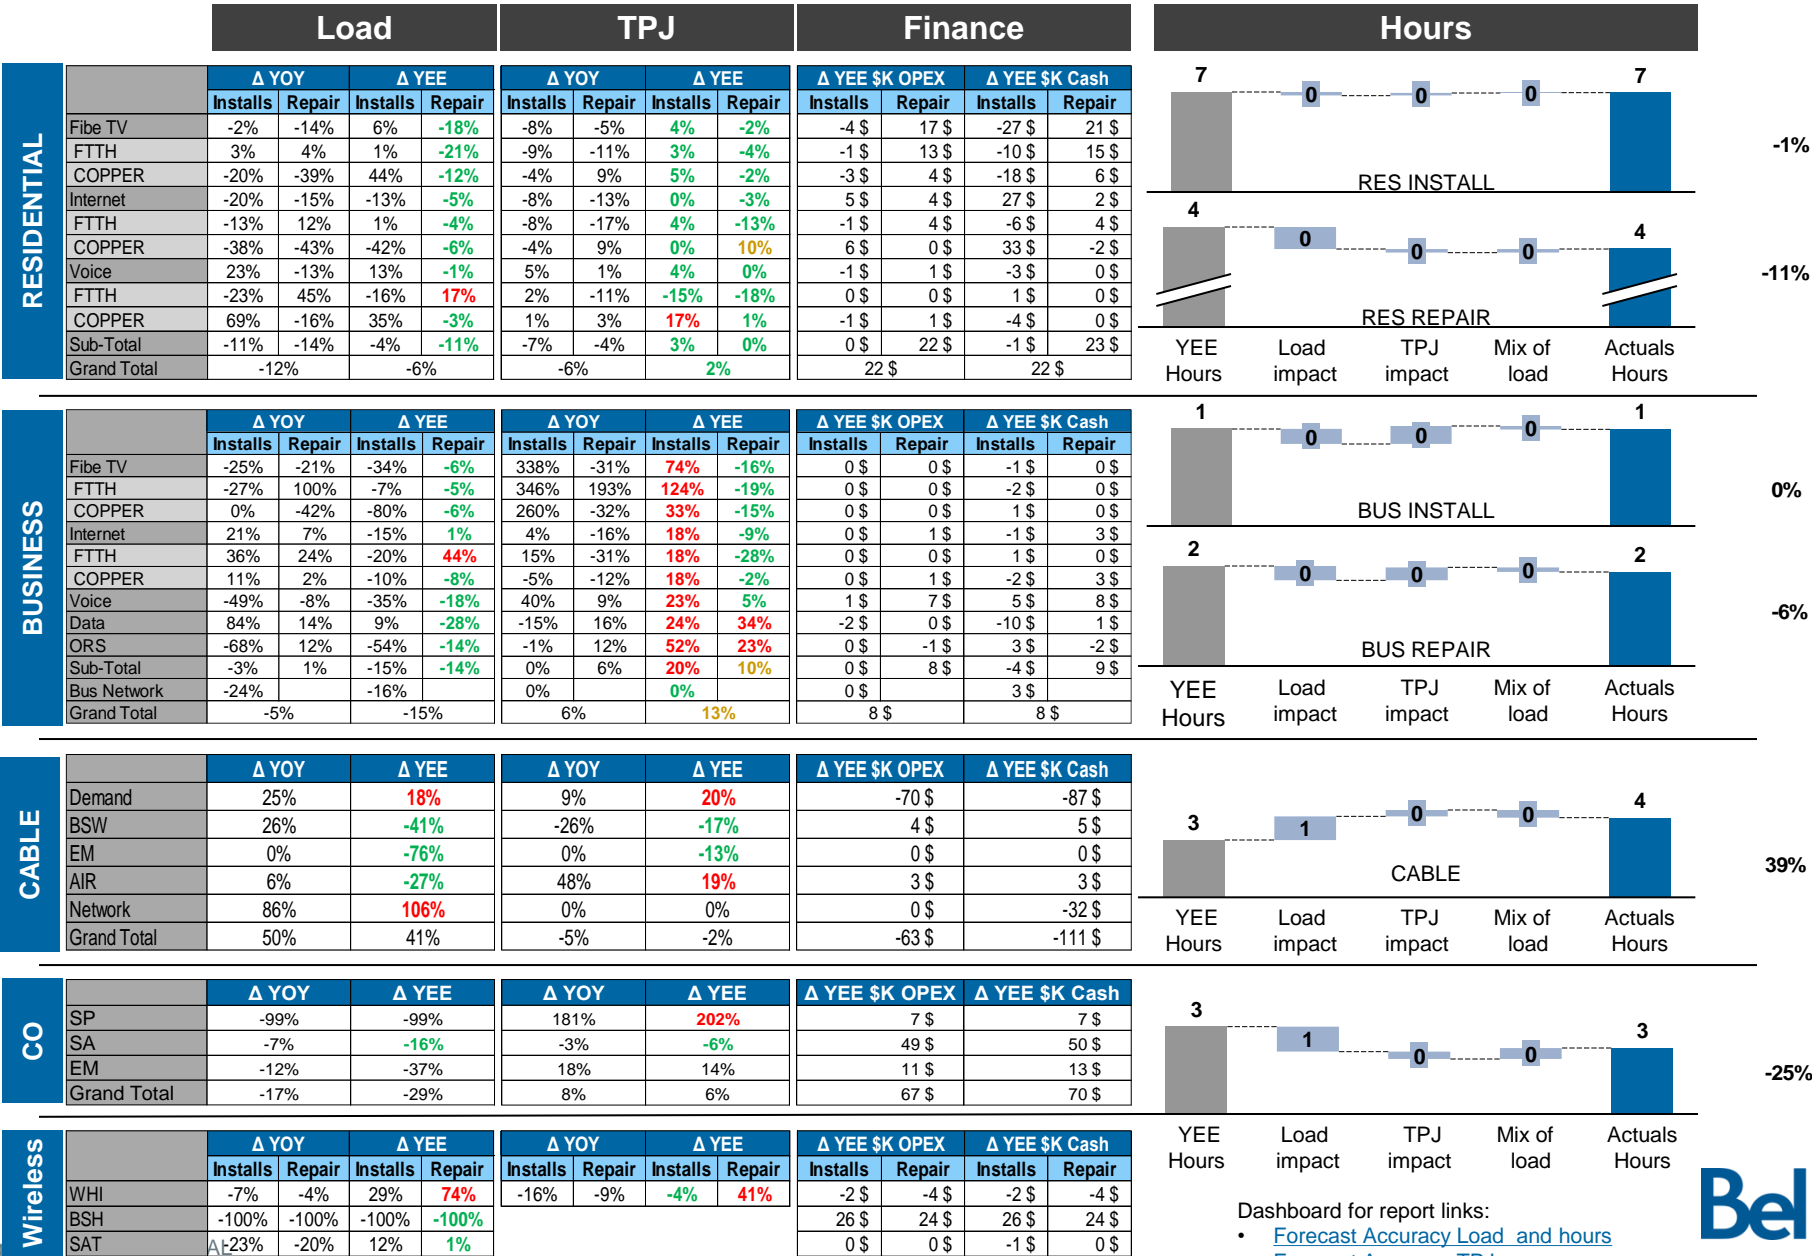 Load TPJ Finance Hours
RESIDENTIAL
Δ YOY Δ YEE Δ YOY Δ YEE Δ YEE $K OPEX Δ YEE $K Cash
Installs Repair Installs Repair Installs Repair Installs Repair Installs Repair Installs Repair
Fibe TV -2% -14% 6% -18% -8% -5% 4% -2% -4 $ 17 $ -27 $ 21 $
FTTH 3% 4% 1% -21% -9% -11% 3% -4% -1 $ 13 $ -10 $ 15 $
COPPER -20% -39% 44% -12% -4% 9% 5% -2% -3 $ 4 $ -18 $ 6 $
Internet -20% -15% -13% -5% -8% -13% 0% -3% 5 $ 4 $ 27 $ 2 $
FTTH -13% 12% 1% -4% -8% -17% 4% -13% -1 $ 4 $ -6 $ 4 $
COPPER -38% -43% -42% -6% -4% 9% 0% 10% 6 $ 0 $ 33 $ -2 $
Voice 23% -13% 13% -1% 5% 1% 4% 0% -1 $ 1 $ -3 $ 0 $
FTTH -23% 45% -16% 17% 2% -11% -15% -18% 0 $ 0 $ 1 $ 0 $
COPPER 69% -16% 35% -3% 1% 3% 17% 1% -1 $ 1 $ -4 $ 0 $
Sub-Total -11% -14% -4% -11% -7% -4% 3% 0% 0 $ 22 $ -1 $ 23 $
Grand Total -12% -6% -6% 2% 22 $ 22 $
7 0 0 0 7
-1%
RES INSTALL
4 0 0 0 4
-11%
RES REPAIR
YEE Load TPJ Mix of Actuals
Hours impact impact load Hours
BUSINESS
Δ YOY Δ YEE Δ YOY Δ YEE Δ YEE $K OPEX Δ YEE $K Cash
Installs Repair Installs Repair Installs Repair Installs Repair Installs Repair Installs Repair
Fibe TV -25% -21% -34% -6% 338% -31% 74% -16% 0 $ 0 $ -1 $ 0 $
FTTH -27% 100% -7% -5% 346% 193% 124% -19% 0 $ 0 $ -2 $ 0 $
COPPER 0% -42% -80% -6% 260% -32% 33% -15% 0 $ 0 $ 1 $ 0 $
Internet 21% 7% -15% 1% 4% -16% 18% -9% 0 $ 1 $ -1 $ 3 $
FTTH 36% 24% -20% 44% 15% -31% 18% -28% 0 $ 0 $ 1 $ 0 $
COPPER 11% 2% -10% -8% -5% -12% 18% -2% 0 $ 1 $ -2 $ 3 $
Voice -49% -8% -35% -18% 40% 9% 23% 5% 1 $ 7 $ 5 $ 8 $
Data 84% 14% 9% -28% -15% 16% 24% 34% -2 $ 0 $ -10 $ 1 $
ORS -68% 12% -54% -14% -1% 12% 52% 23% 0 $ -1 $ 3 $ -2 $
Sub-Total -3% 1% -15% -14% 0% 6% 20% 10% 0 $ 8 $ -4 $ 9 $
Bus Network -24% -16% 0% 0% 0 $ 3 $
Grand Total -5% -15% 6% 13% 8 $ 8 $
1 0 0 0 1
0%
BUS INSTALL
2 0 0 0 2
-6%
BUS REPAIR
YEE Load TPJ Mix of Actuals
Hours impact impact load Hours
CABLE
Δ YOY Δ YEE Δ YOY Δ YEE Δ YEE $K OPEX Δ YEE $K Cash
Demand 25% 18% 9% 20% -70 $ -87 $
BSW 26% -41% -26% -17% 4 $ 5 $
EM 0% -76% 0% -13% 0 $ 0 $
AIR 6% -27% 48% 19% 3 $ 3 $
Network 86% 106% 0% 0% 0 $ -32 $
Grand Total 50% 41% -5% -2% -63 $ -111 $
3 1 0 0 4
39%
CABLE
YEE Load TPJ Mix of Actuals
Hours impact impact load Hours
CO
Δ YOY Δ YEE Δ YOY Δ YEE Δ YEE $K OPEX Δ YEE $K Cash
SP -99% -99% 181% 202% 7 $ 7 $
SA -7% -16% -3% -6% 49 $ 50 $
EM -12% -37% 18% 14% 11 $ 13 $
Grand Total -17% -29% 8% 6% 67 $ 70 $
3 1 0 0 3
-25%
YEE Load TPJ Mix of Actuals
Hours impact impact load Hours
Wireless
Δ YOY Δ YEE Δ YOY Δ YEE Δ YEE $K OPEX Δ YEE $K Cash
Installs Repair Installs Repair Installs Repair Installs Repair Installs Repair Installs Repair
WHI -7% -4% 29% 74% -16% -9% -4% 41% -2 $ -4 $ -2 $ -4 $
BSH -100% -100% -100% -100% 26 $ 24 $ 26 $ 24 $
SAT -23% -20% 12% 1% 0 $ 0 $ -1 $ 0 $
Dashboard for report links:
• Forecast Accuracy Load and hours
Bel